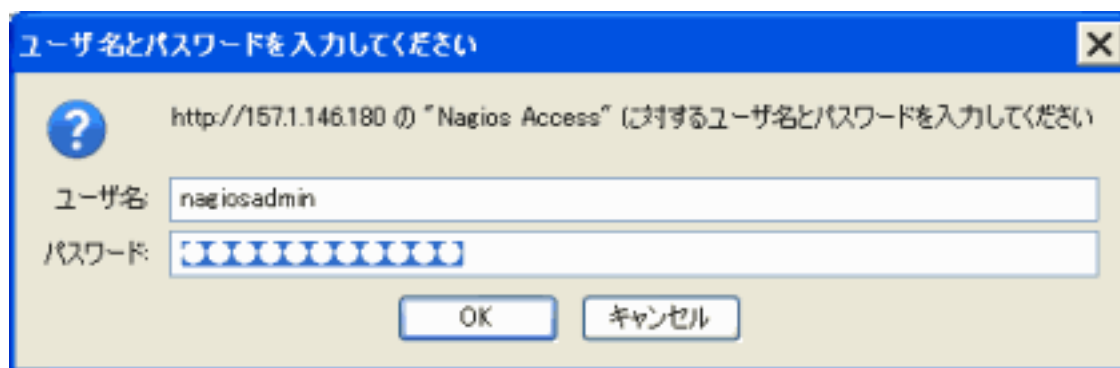 ユーザ名とパスワードを入力してください
http://157.1.146.180 の "Nagios Access" に対するユーザ名とパスワードを入力してください
ユーザ名: nagiosadmin
パスワード:
OK キャンセル